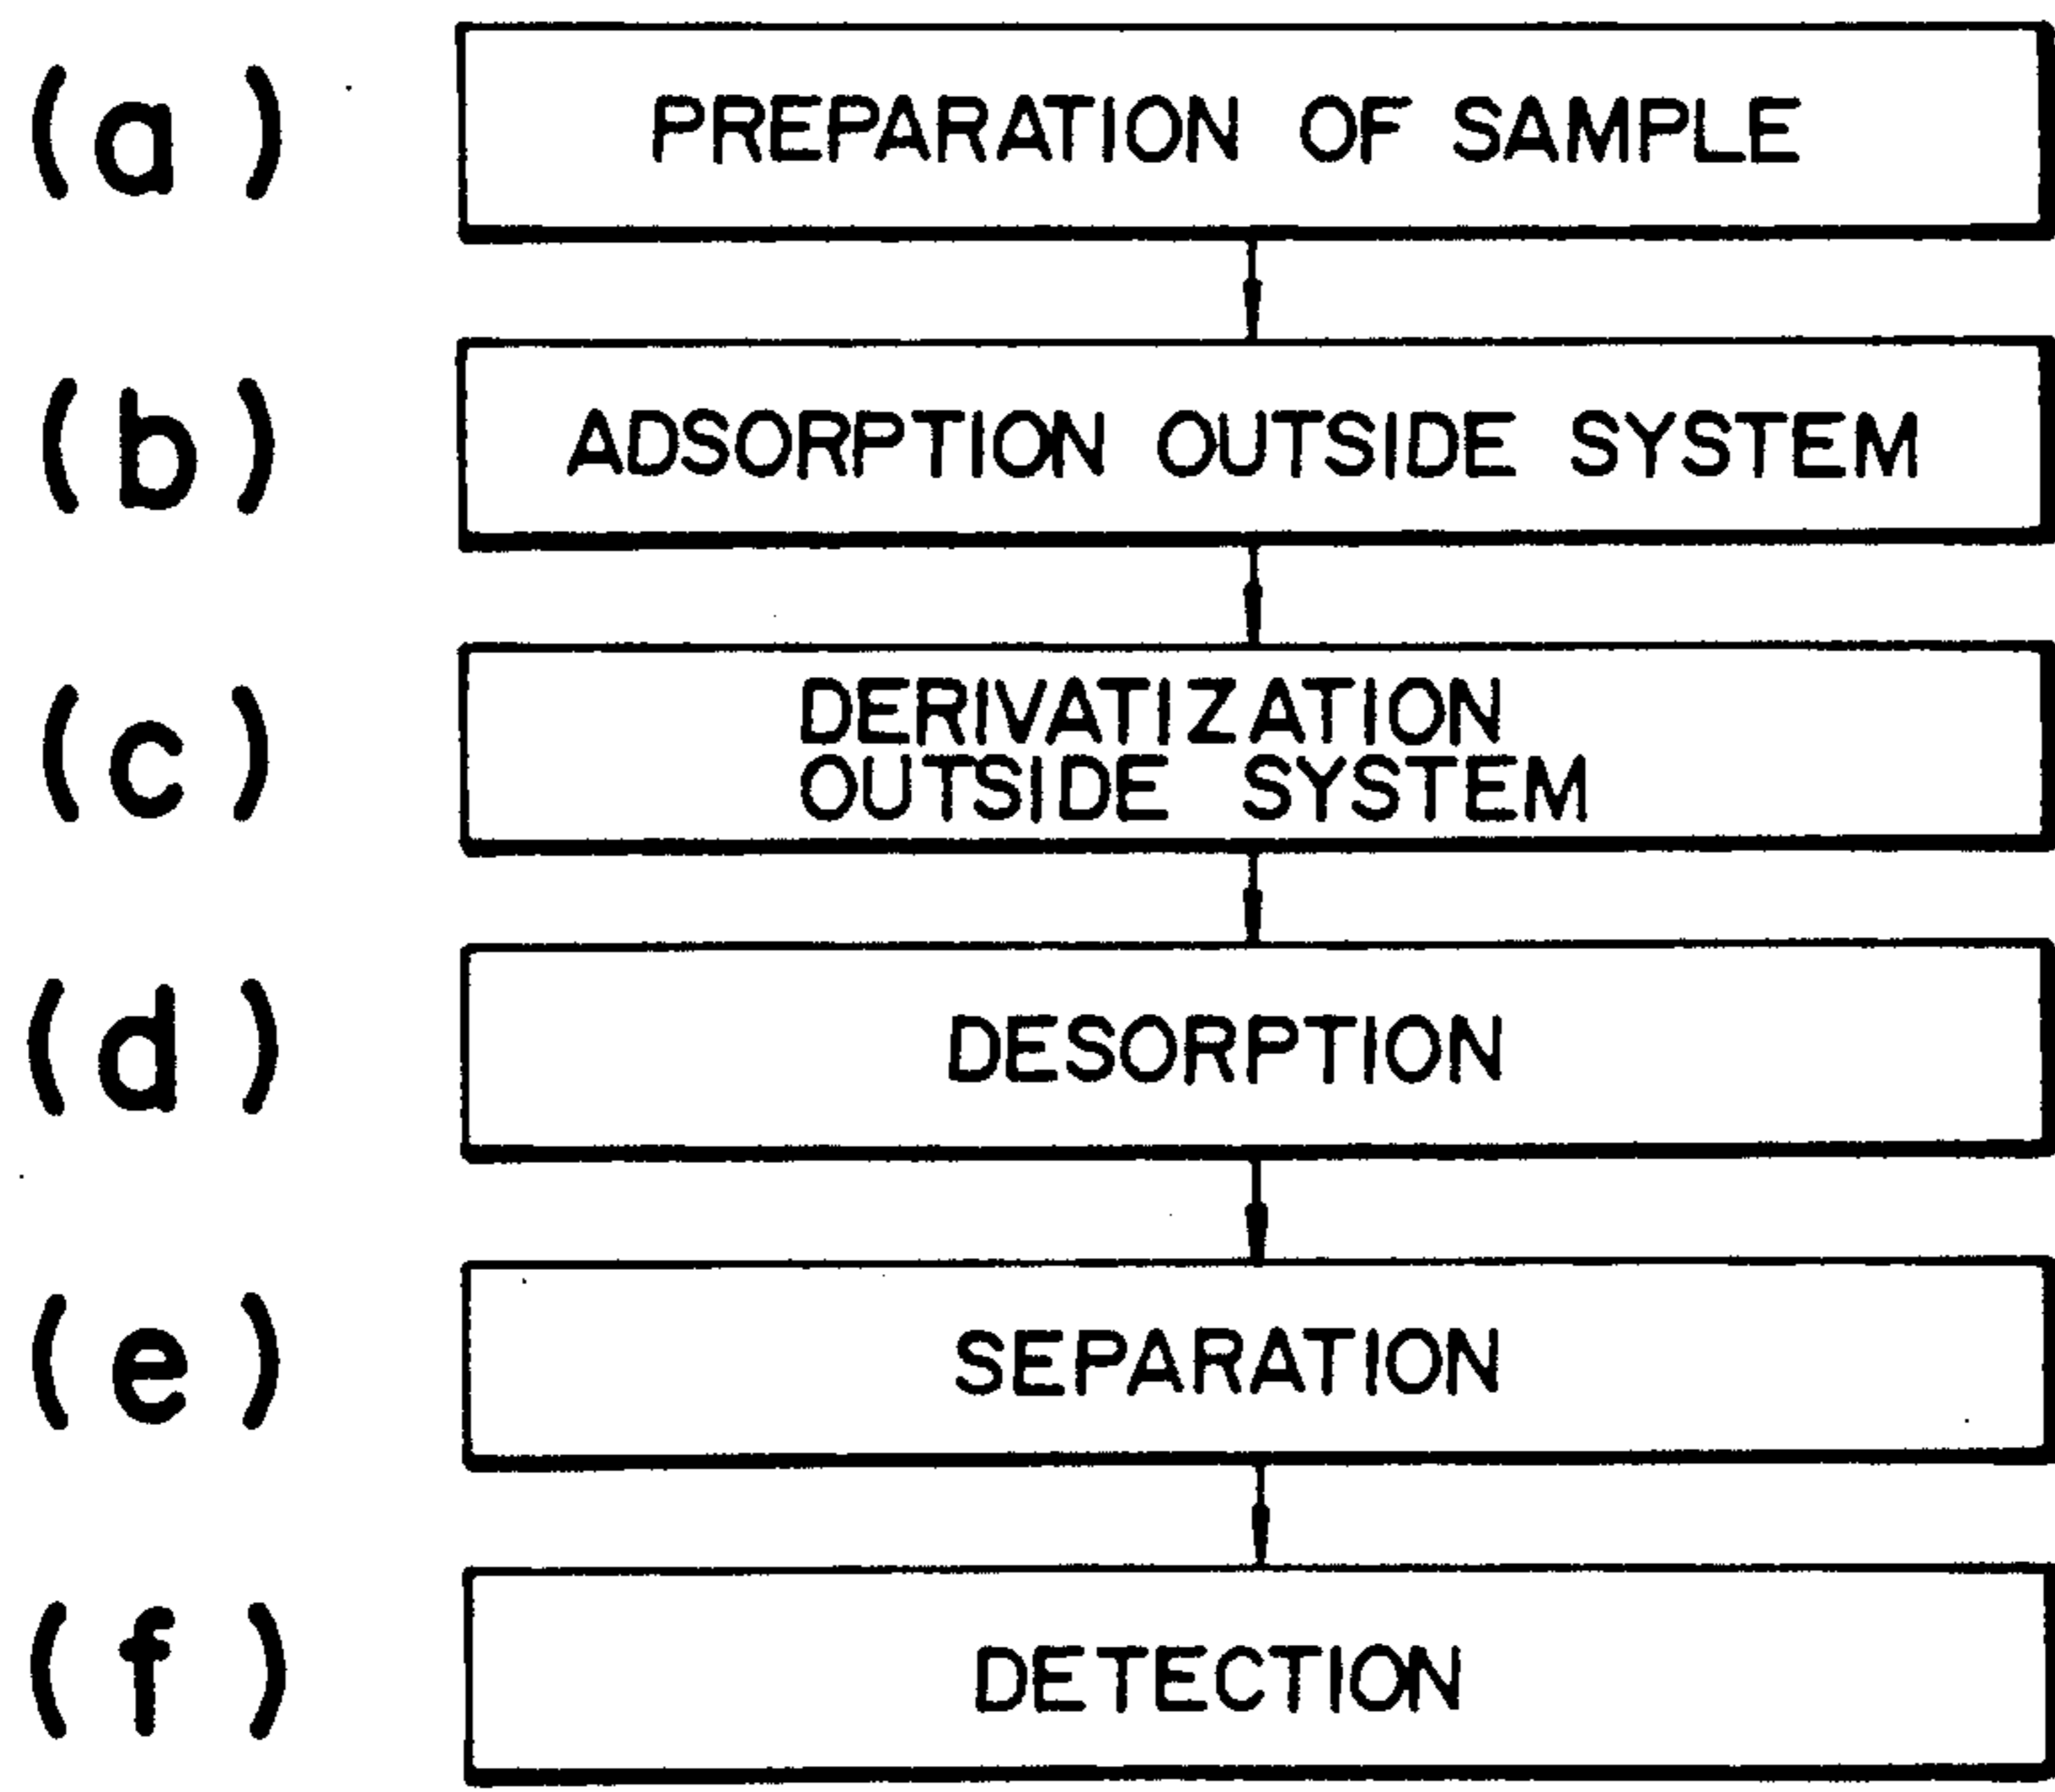 (a) PREPARATION OF SAMPLE
(b) ADSORPTION OUTSIDE SYSTEM
(c) DERIVATIZATION
OUTSIDE SYSTEM
(d) DESORPTION
(e) SEPARATION
(f) DETECTION